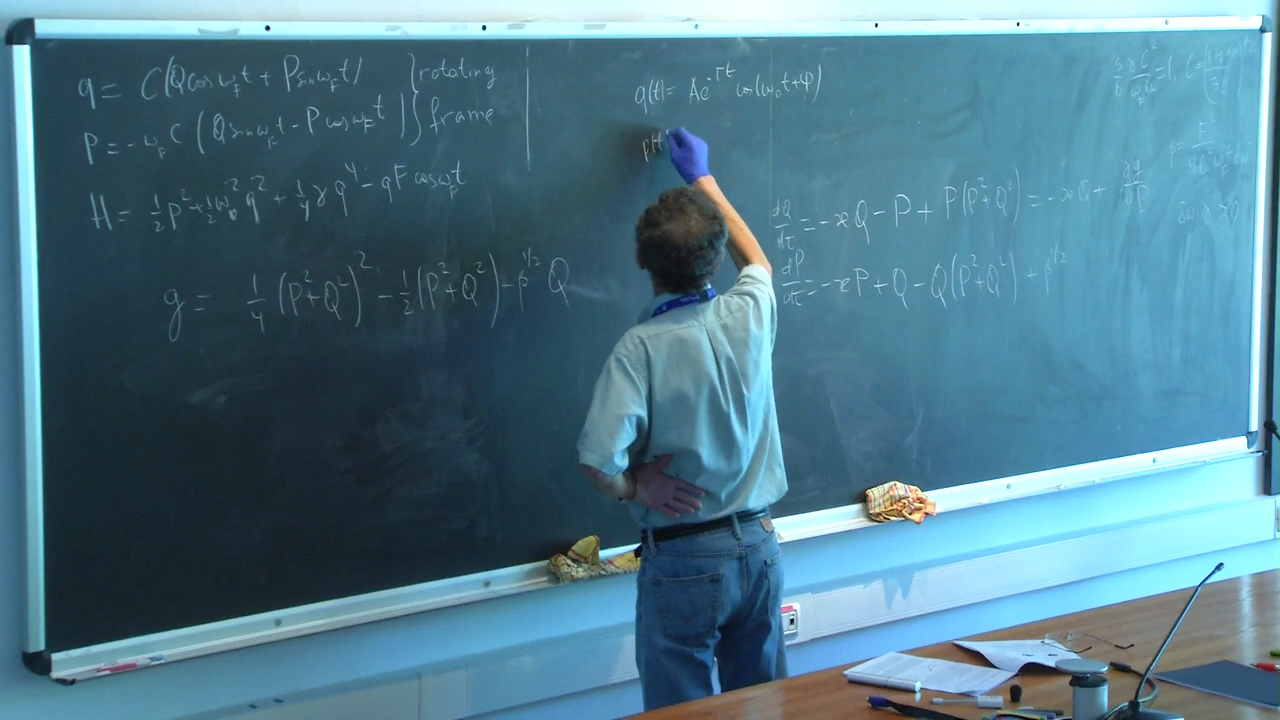 q = C(Q cos ω_F t + P sin ω_F t) } rotating
P = -ω_F C (Q sin ω_F t - P cos ω_F t) } frame
H = 1/2 p² + 1/2 ω_0² q² + 1/4 γ q⁴ - q F cos ω_F t
g = 1/4 (P² + Q²)² - 1/2 (P² + Q²) - β^{1/2} Q
q(t) = A e^{-Γt} cos(ω_0 t + φ)
p(t
dQ/dτ = -ϰQ - P + P(P² + Q²) = -ϰQ + ∂g/∂P
dP/dτ = -ϰP + Q - Q(P² + Q²) + β^{1/2}